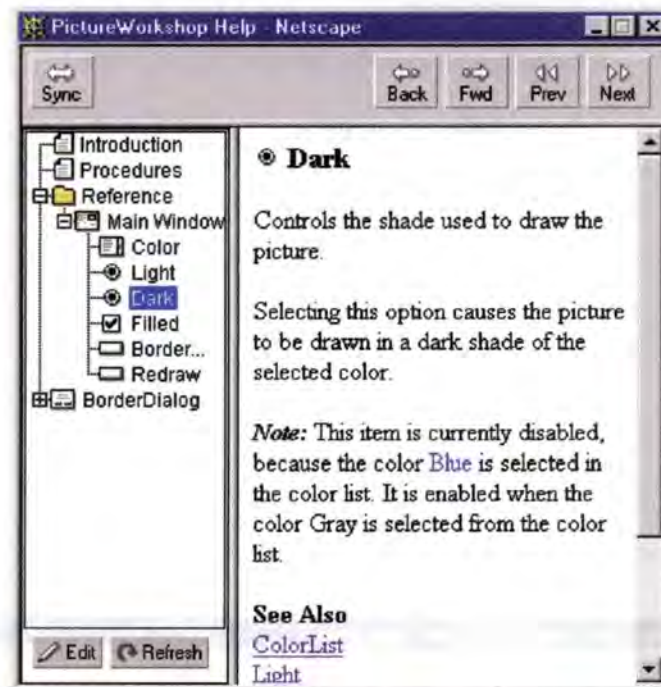 PictureWorkshop Help - Netscape
Sync
Back Fwd Prev Next
Introduction
Procedures
Reference
Main Window
Color
Light
Dark
Filled
Border...
Redraw
BorderDialog
Edit Refresh
Dark
Controls the shade used to draw the
picture.
Selecting this option causes the picture
to be drawn in a dark shade of the
selected color.
Note: This item is currently disabled,
because the color Blue is selected in
the color list. It is enabled when the
color Gray is selected from the color
list.
See Also
ColorList
Light